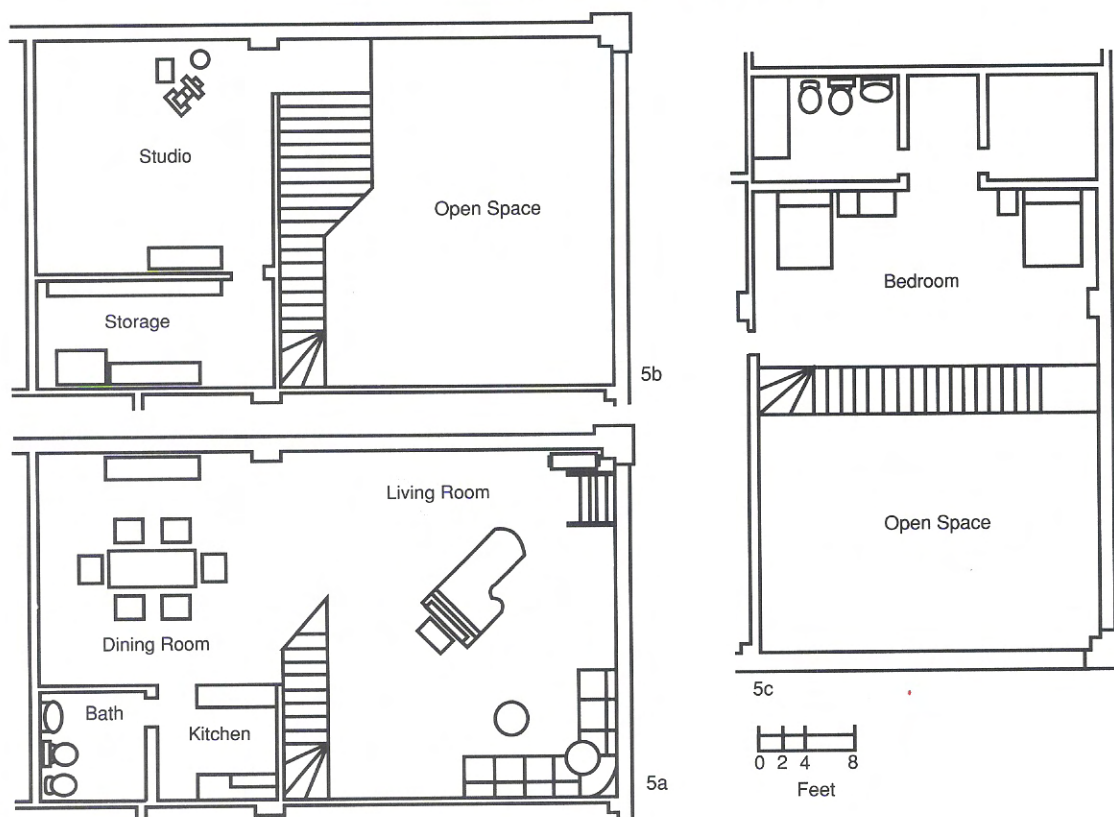 Studio
Open Space
Storage
5b
Living Room
Dining Room
Bath
Kitchen
5a
Bedroom
Open Space
5c
0 2 4 8
Feet